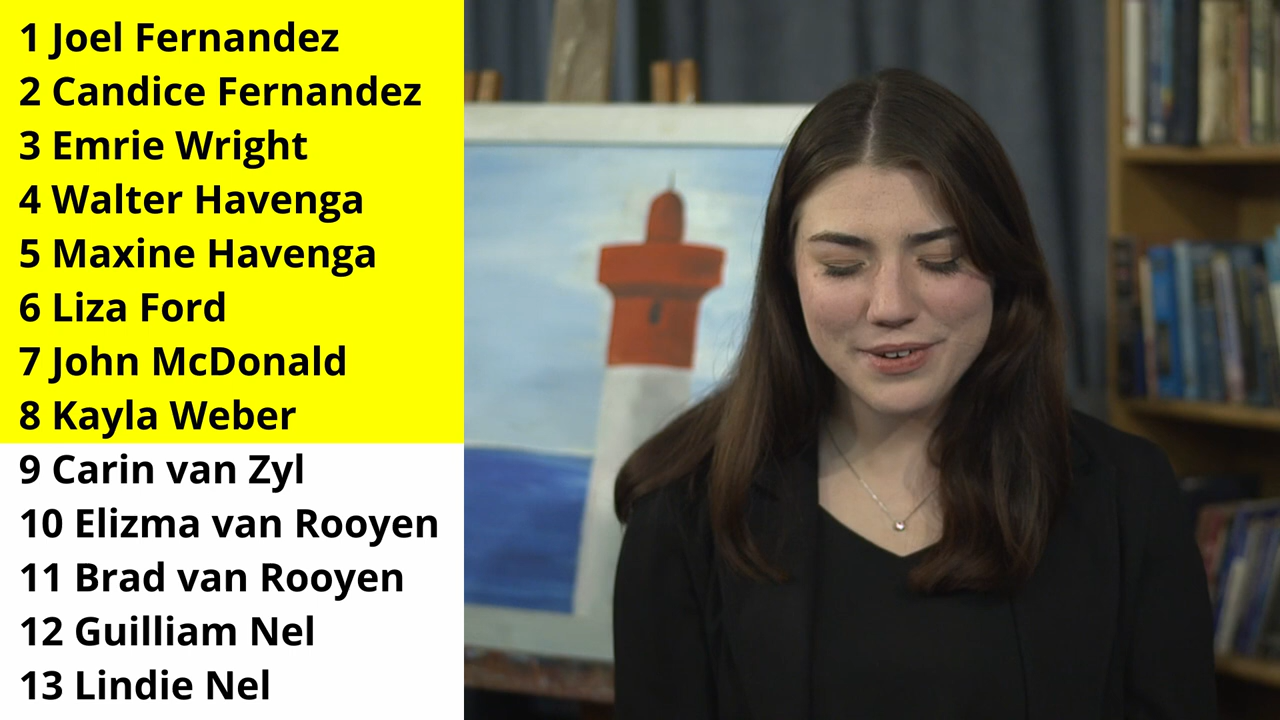 1 Joel Fernandez
2 Candice Fernandez
3 Emrie Wright
4 Walter Havenga
5 Maxine Havenga
6 Liza Ford
7 John McDonald
8 Kayla Weber
9 Carin van Zyl
10 Elizma van Rooyen
11 Brad van Rooyen
12 Guilliam Nel
13 Lindie Nel